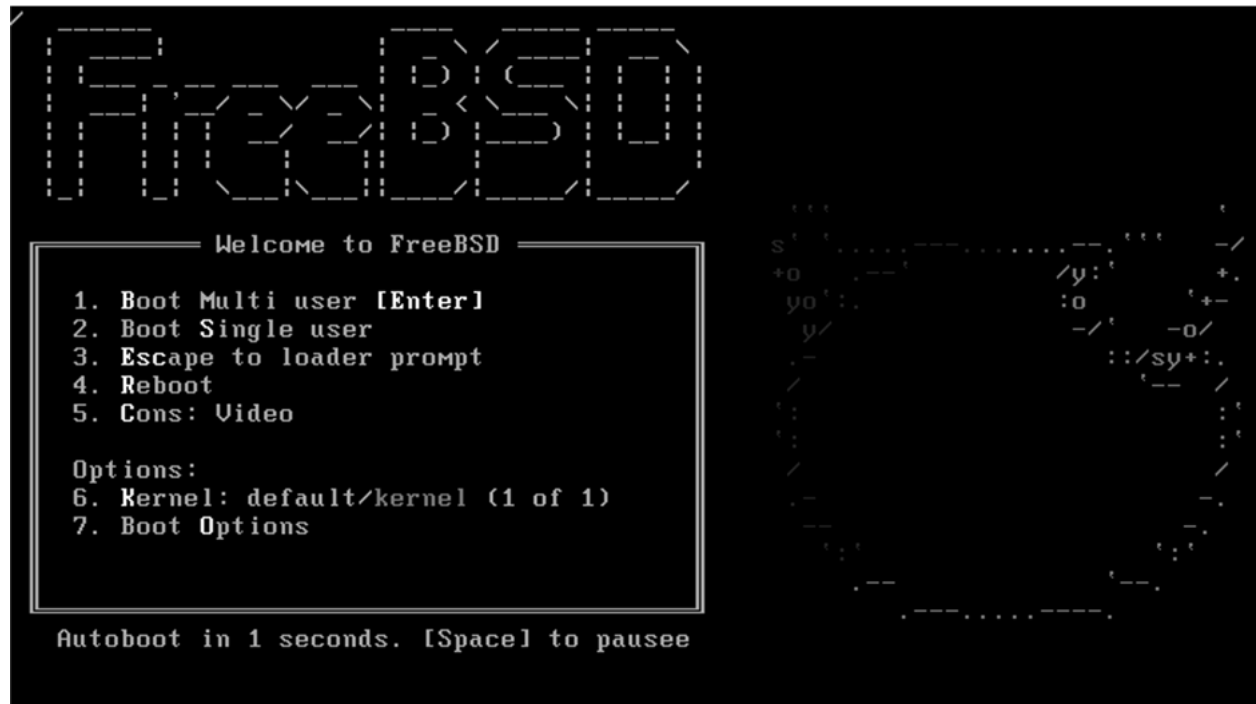 FreeBSD
Welcome to FreeBSD
1. Boot Multi user [Enter]
2. Boot Single user
3. Escape to loader prompt
4. Reboot
5. Cons: Video
Options:
6. Kernel: default/kernel (1 of 1)
7. Boot Options
Autoboot in 1 seconds. [Space] to pausee